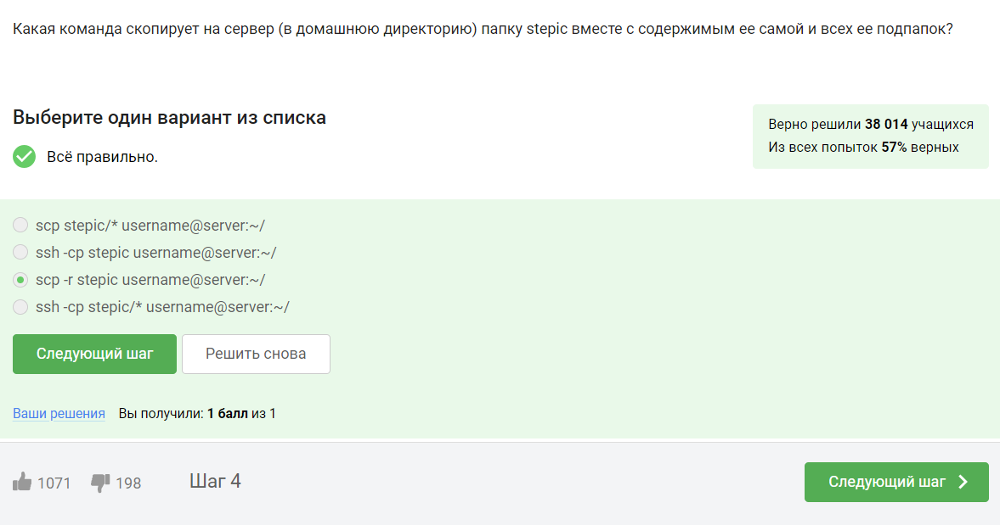 Какая команда скопирует на сервер (в домашнюю директорию) папку stepic вместе с содержимым ее самой и всех ее подпапок?
Выберите один вариант из списка
Всё правильно.
Верно решили 38 014 учащихся
Из всех попыток 57% верных
scp stepic/* username@server:~/
ssh -cp stepic username@server:~/
scp -r stepic username@server:~/
ssh -cp stepic/* username@server:~/
Следующий шаг
Решить снова
Ваши решения Вы получили: 1 балл из 1
1071 198 Шаг 4
Следующий шаг